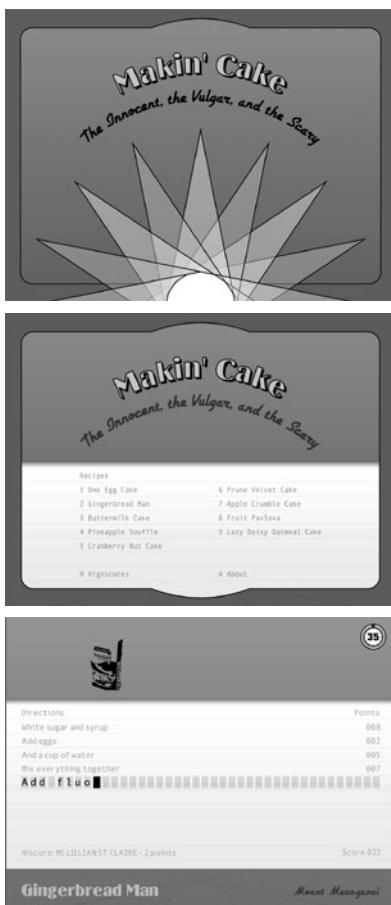 Makin' Cake
The Innocent, the Vulgar, and the Scary
Makin' Cake
The Innocent, the Vulgar, and the Scary
Recipes
1 One Egg Cake
2 Gingerbread Man
3 Buttermilk Cake
4 Pineapple Souffle
5 Cranberry Nut Cake
6 Prune Velvet Cake
7 Apple Crumble Cake
8 Fruit Pavlova
9 Lazy Daisy Oatmeal Cake
H Highscores
A About
35
Directions Points
White sugar and syrup 008
Add eggs 002
And a cup of water 005
Mix everything together 007
Add fluo
Hiscore: MS LILLIAN ST CLAIRE - 2 points Score 022
Gingerbread Man Mount Maunganui